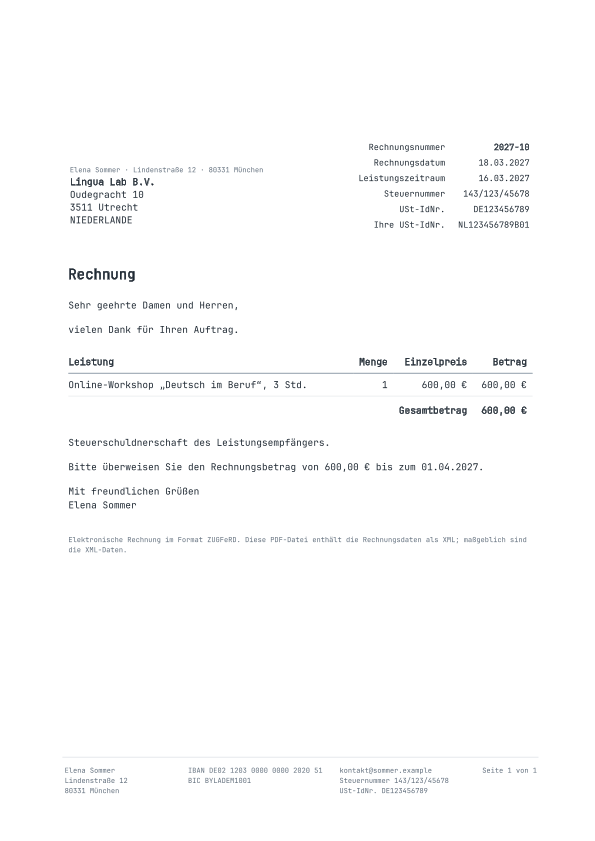 Rechnungsnummer 2027-10
Rechnungsdatum 18.03.2027
Leistungszeitraum 16.03.2027
Steuernummer 143/123/45678
USt-IdNr. DE123456789
Ihre USt-IdNr. NL123456789B01
Elena Sommer · Lindenstraße 12 · 80331 München
Lingua Lab B.V.
Oudegracht 10
3511 Utrecht
NIEDERLANDE
Rechnung
Sehr geehrte Damen und Herren,
vielen Dank für Ihren Auftrag.
Leistung Menge Einzelpreis Betrag
Online-Workshop „Deutsch im Beruf“, 3 Std. 1 600,00 € 600,00 €
Gesamtbetrag 600,00 €
Steuerschuldnerschaft des Leistungsempfängers.
Bitte überweisen Sie den Rechnungsbetrag von 600,00 € bis zum 01.04.2027.
Mit freundlichen Grüßen
Elena Sommer
Elektronische Rechnung im Format ZUGFeRD. Diese PDF-Datei enthält die Rechnungsdaten als XML; maßgeblich sind
die XML-Daten.
Elena Sommer
Lindenstraße 12
80331 München
IBAN DE02 1203 0000 0000 2020 51
BIC BYLADEM1001
kontakt@sommer.example
Steuernummer 143/123/45678
USt-IdNr. DE123456789
Seite 1 von 1